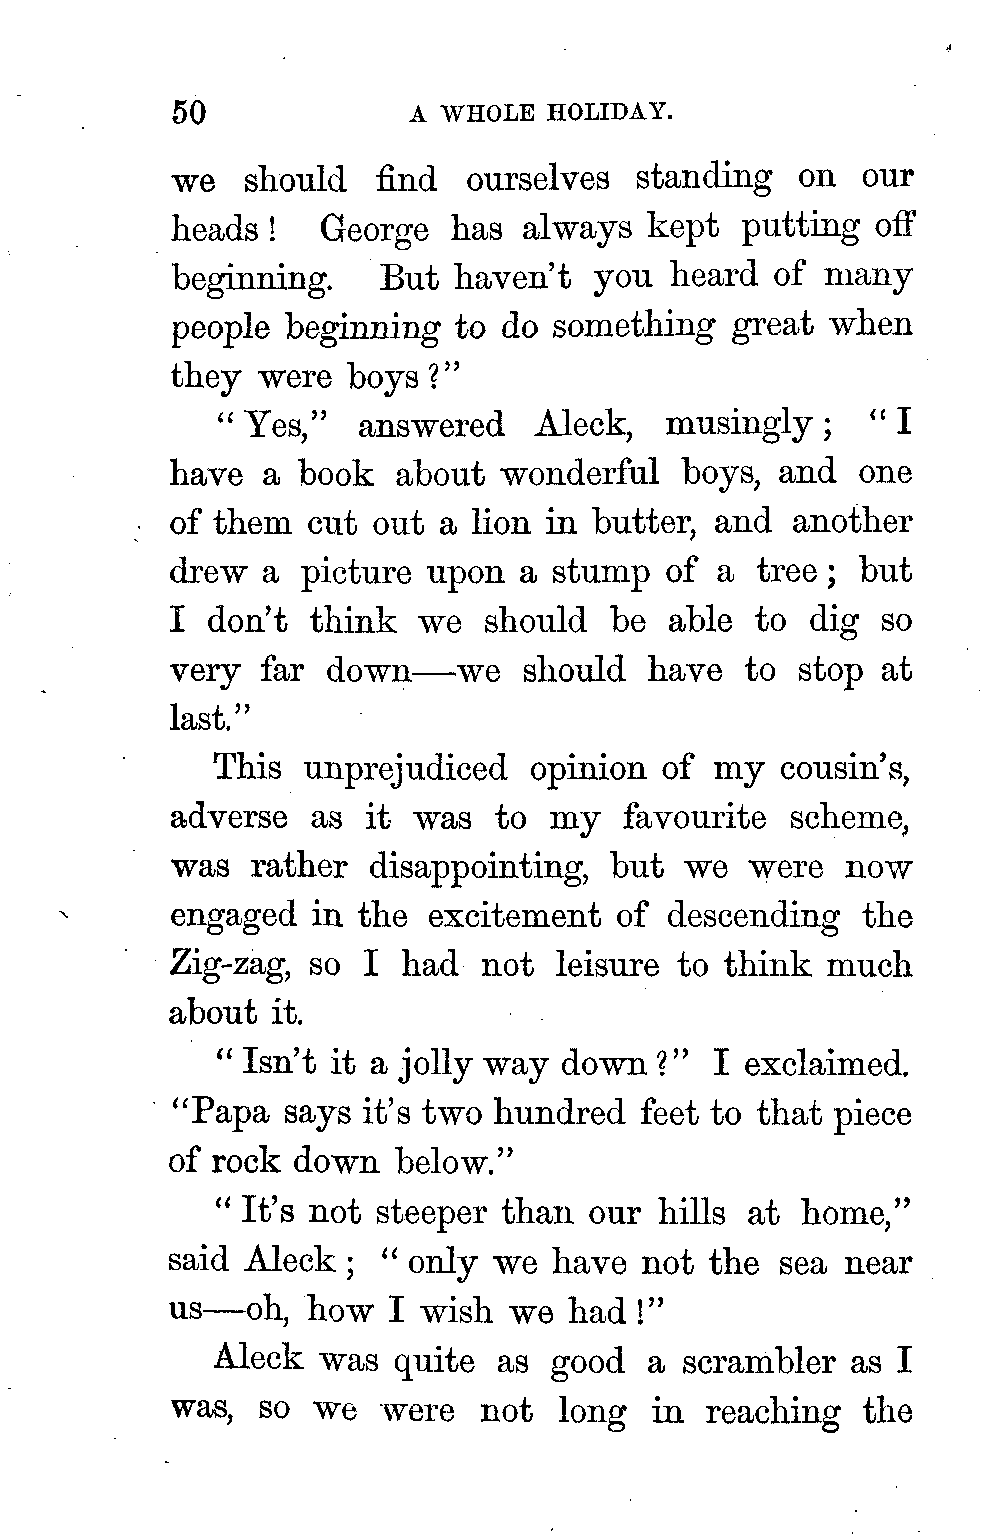 50 A WHOLE HOLIDAY.
we should find ourselves standing on our
heads! George has always kept putting off
beginning. But haven't you heard of many
people beginning to do something great when
they were boys?”
“Yes,” answered Aleck, musingly; “I
have a book about wonderful boys, and one
of them cut out a lion in butter, and another
drew a picture upon a stump of a tree; but
I don't think we should be able to dig so
very far down—we should have to stop at
last.”
This unprejudiced opinion of my cousin's,
adverse as it was to my favourite scheme,
was rather disappointing, but we were now
engaged in the excitement of descending the
Zig-zag, so I had not leisure to think much
about it.
“Isn't it a jolly way down?” I exclaimed.
“Papa says it's two hundred feet to that piece
of rock down below.”
“It's not steeper than our hills at home,”
said Aleck; “only we have not the sea near
us—oh, how I wish we had!”
Aleck was quite as good a scrambler as I
was, so we were not long in reaching the